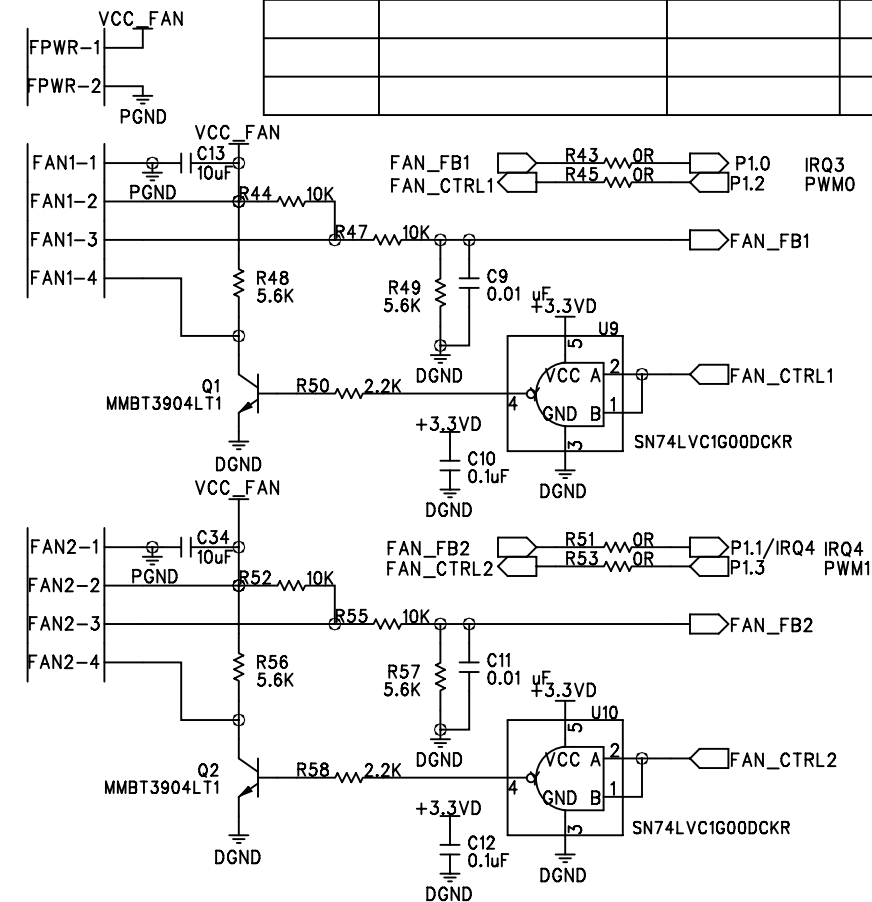 VCC_FAN
FPWR-1
FPWR-2
PGND
VCC_FAN
FAN1-1
C13
10uF
PGND
FAN1-2
R44 10K
FAN1-3
R47 10K
FAN1-4
R48
5.6K
R49
5.6K
C9
0.01 uF
DGND
FAN_FB1 R43 0R P1.0 IRQ3
FAN_CTRL1 R45 0R P1.2 PWM0
FAN_FB1
+3.3VD
U9
5
VCC A 2
4
GND B 1
3
FAN_CTRL1
SN74LVC1G00DCKR
DGND
Q1
MMBT3904LT1
R50 2.2K
DGND
+3.3VD
C10
0.1uF
DGND
VCC_FAN
FAN2-1
C34
10uF
PGND
FAN2-2
R52 10K
FAN2-3
R55 10K
FAN2-4
R56
5.6K
R57
5.6K
C11
0.01 uF
DGND
FAN_FB2 R51 0R P1.1/IRQ4 IRQ4
FAN_CTRL2 R53 0R P1.3 PWM1
FAN_FB2
+3.3VD
U10
5
VCC A 2
4
GND B 1
3
FAN_CTRL2
SN74LVC1G00DCKR
DGND
Q2
MMBT3904LT1
R58 2.2K
DGND
+3.3VD
C12
0.1uF
DGND